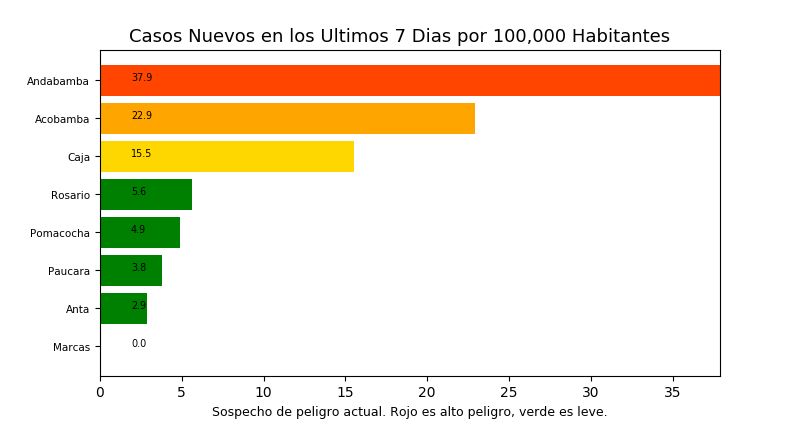 Casos Nuevos en los Ultimos 7 Dias por 100,000 Habitantes
Andabamba 37.9
Acobamba 22.9
Caja 15.5
Rosario 5.6
Pomacocha 4.9
Paucara 3.8
Anta 2.9
Marcas 0.0
0 5 10 15 20 25 30 35
Sospecho de peligro actual. Rojo es alto peligro, verde es leve.